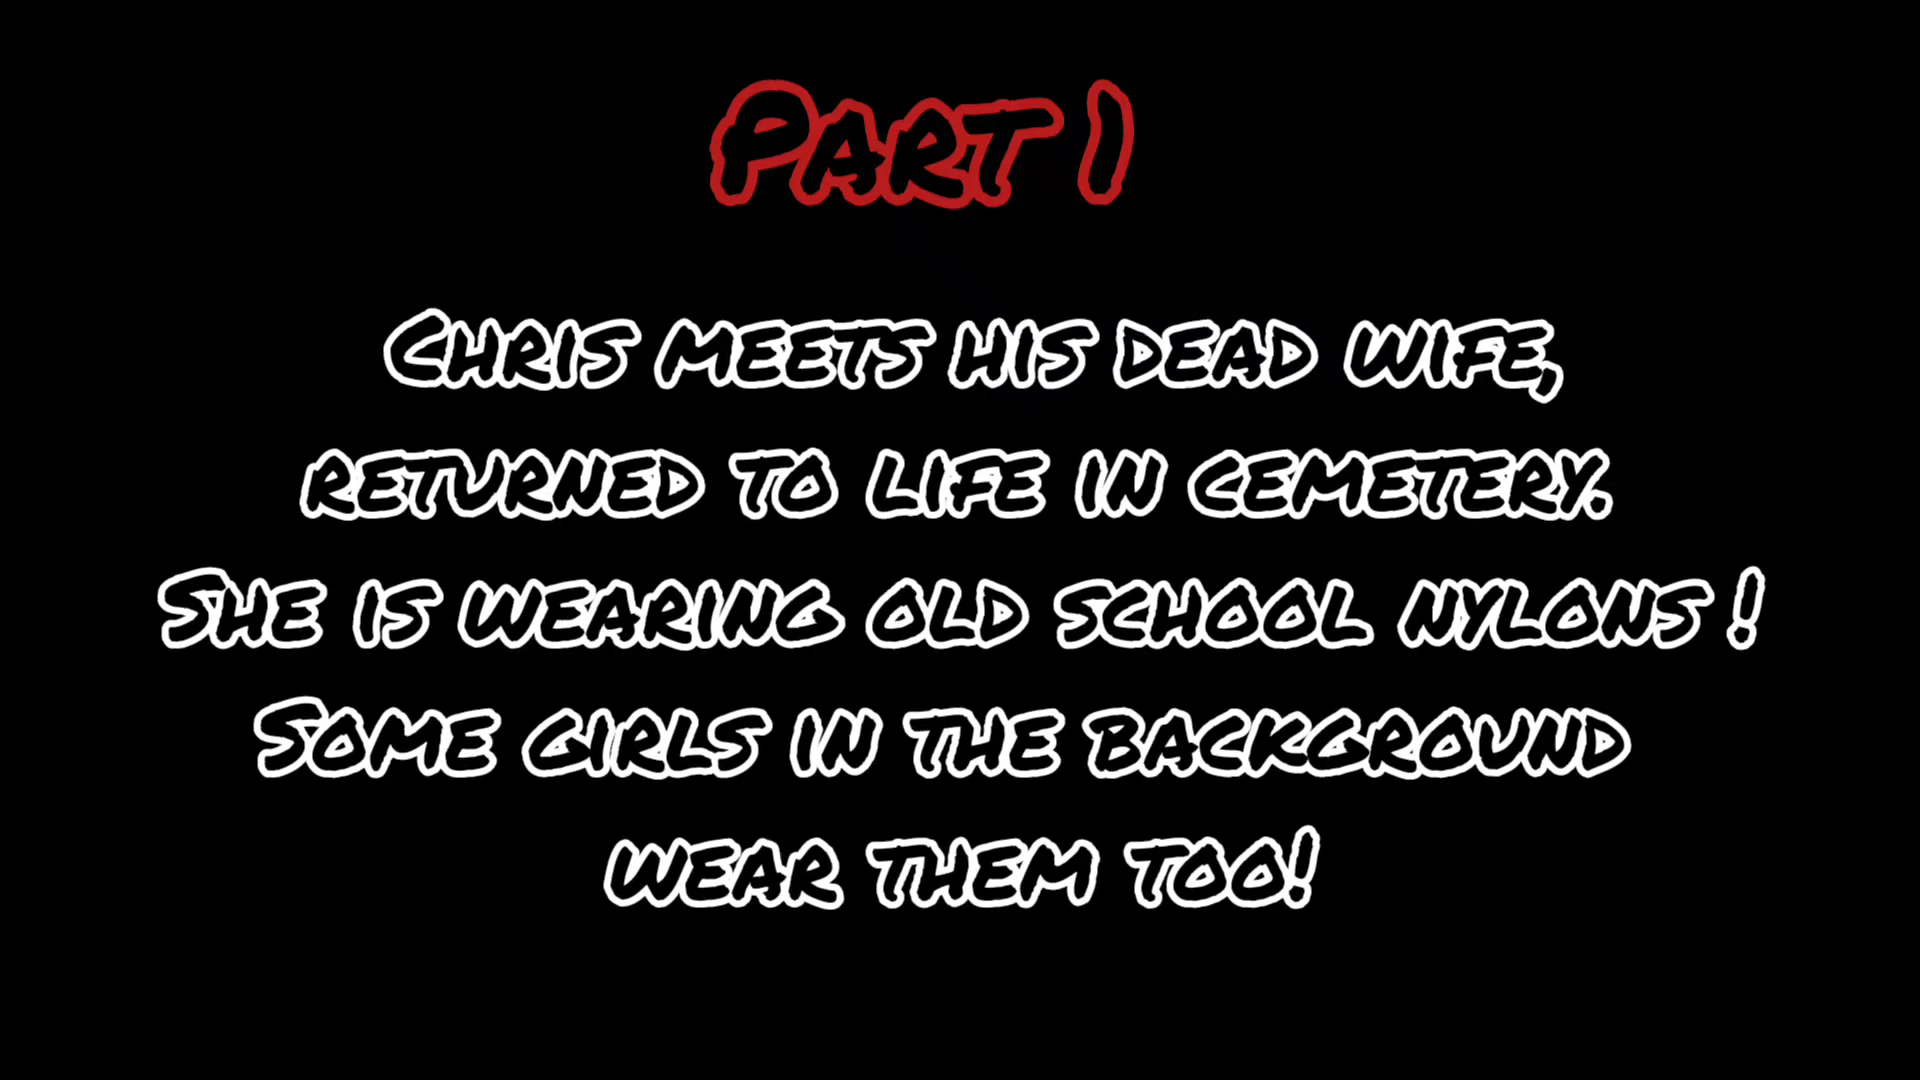 Part 1
Chris meets his dead wife,
returned to life in cemetery.
She is wearing old school nylons !
Some girls in the background
wear them too!